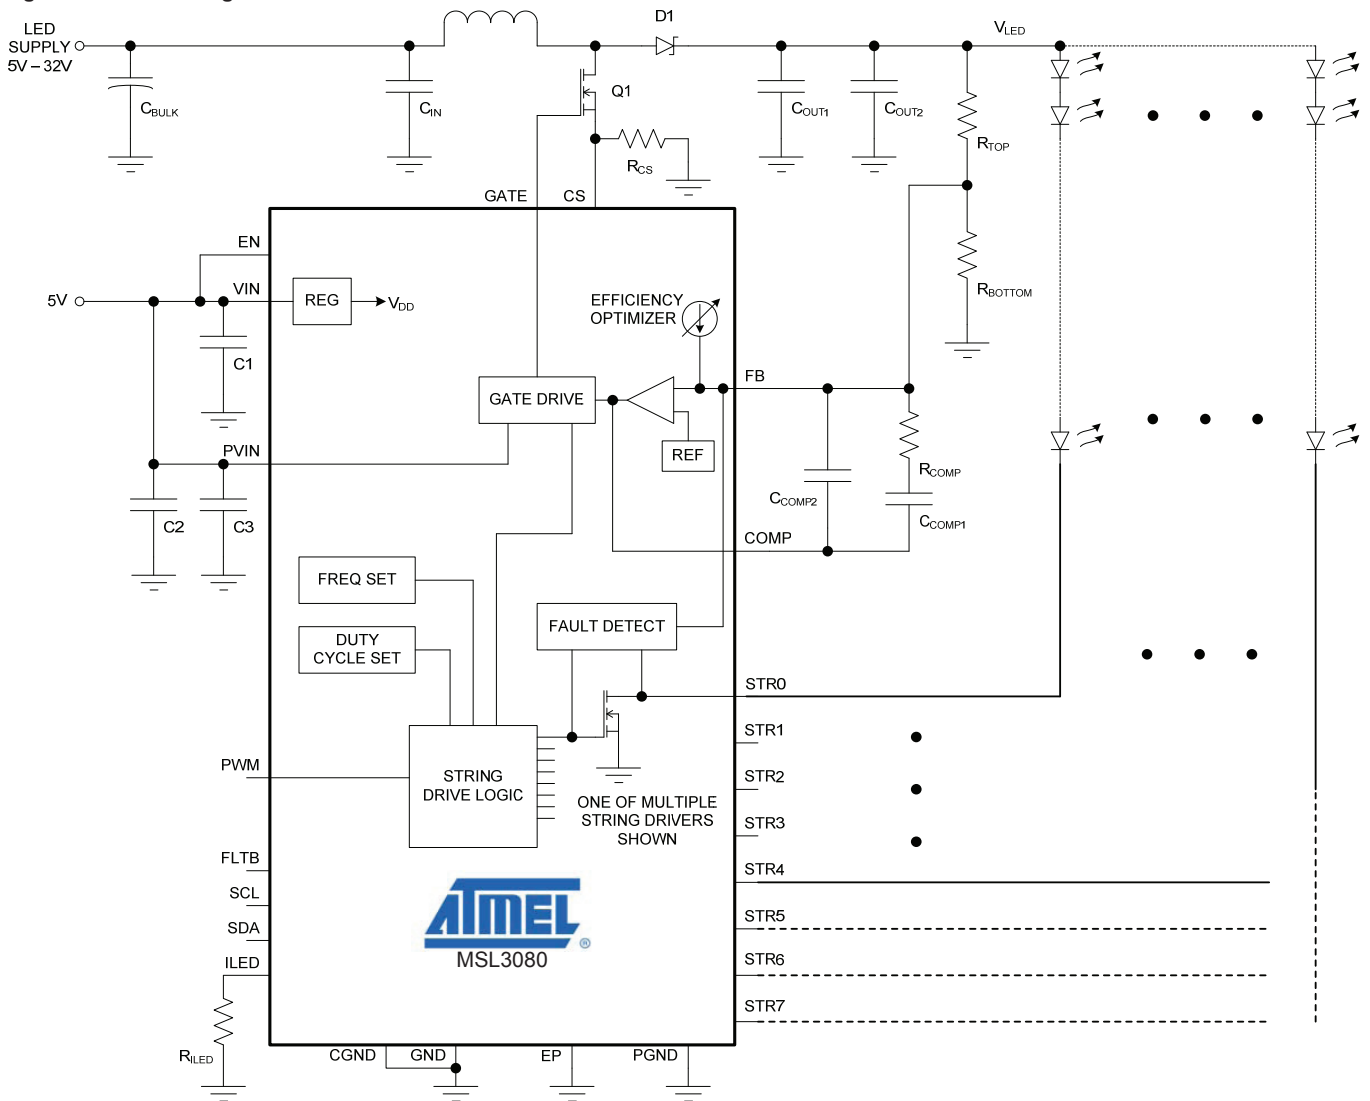 LED
SUPPLY
5V – 32V
D1
VLED
CBULK
CIN
Q1
COUT1
COUT2
RTOP
RCS
GATE
CS
EN
VIN
5V
REG
VDD
EFFICIENCY
OPTIMIZER
RBOTTOM
C1
FB
GATE DRIVE
PVIN
REF
RCOMP
CCOMP2
CCOMP1
C2
C3
COMP
FREQ SET
FAULT DETECT
DUTY
CYCLE SET
STR0
STR1
PWM
STRING
DRIVE LOGIC
STR2
ONE OF MULTIPLE
STRING DRIVERS
SHOWN
STR3
FLTB
STR4
SCL
ATMEL
®
STR5
SDA
MSL3080
ILED
STR6
STR7
RILED
CGND
GND
EP
PGND